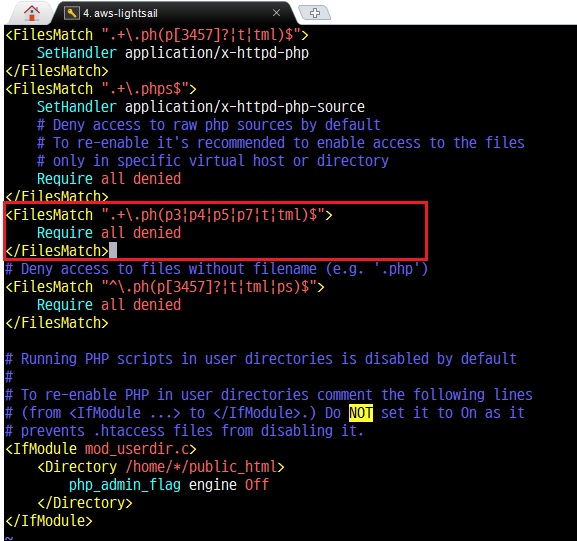 4. aws-lightsail
<FilesMatch ".+\.ph(p[3457]?¦t¦tml)$">
    SetHandler application/x-httpd-php
</FilesMatch>
<FilesMatch ".+\.phps$">
    SetHandler application/x-httpd-php-source
    # Deny access to raw php sources by default
    # To re-enable it's recommended to enable access to the files
    # only in specific virtual host or directory
    Require all denied
</FilesMatch>
<FilesMatch ".+\.ph(p3¦p4¦p5¦p7¦t¦tml)$">
    Require all denied
</FilesMatch>
# Deny access to files without filename (e.g. '.php')
<FilesMatch "^\.ph(p[3457]?¦t¦tml¦ps)$">
    Require all denied
</FilesMatch>
# Running PHP scripts in user directories is disabled by default
#
# To re-enable PHP in user directories comment the following lines
# (from <IfModule ...> to </IfModule>.) Do NOT set it to On as it
# prevents .htaccess files from disabling it.
<IfModule mod_userdir.c>
    <Directory /home/*/public_html>
        php_admin_flag engine Off
    </Directory>
</IfModule>
~